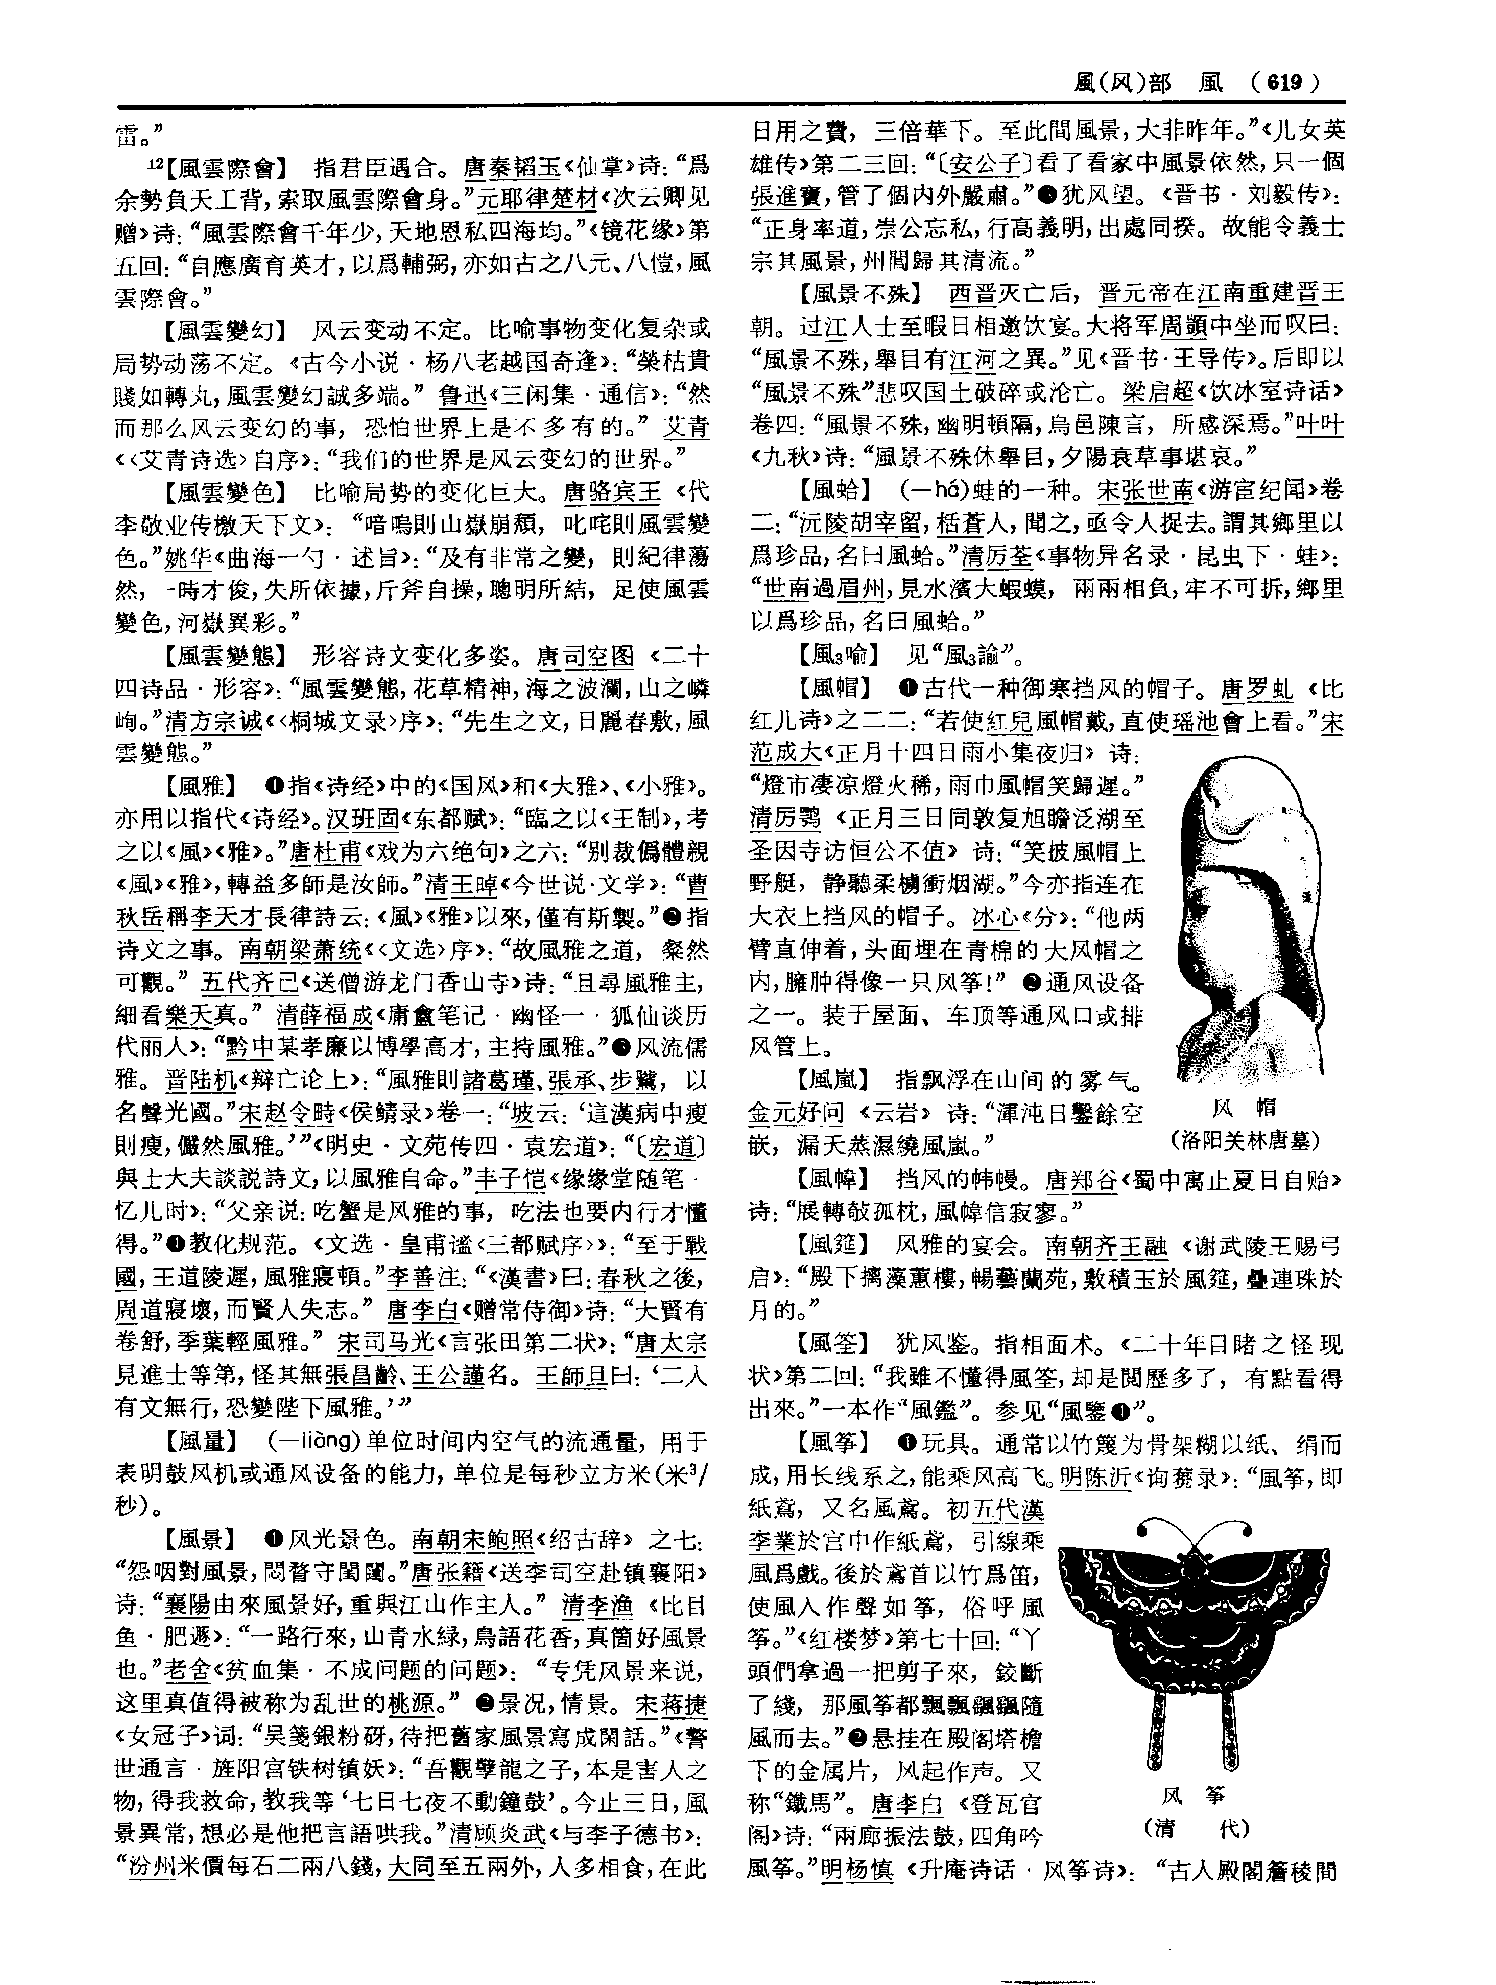 風(风)部　風　(619)
雷。”
12【風雲際會】　指君臣遇合。唐秦韬玉《仙掌》诗：“爲
余勢負天工背，索取風雲際會身。”元耶律楚材《次云卿见
赠》诗：“風雲際會千年少，天地恩私四海均。”《镜花缘》第
五回：“自應廣育英才，以爲輔弼，亦如古之八元、八愷，風
雲際會。”
【風雲變幻】　风云变动不定。比喻事物变化复杂或
局势动荡不定。《古今小说·杨八老越国奇逢》：“榮枯貴
賤如轉丸，風雲變幻誠多端。”鲁迅《三闲集·通信》：“然
而那么风云变幻的事，恐怕世界上是不多有的。”艾青
《〈艾青诗选〉自序》：“我们的世界是风云变幻的世界。”
【風雲變色】　比喻局势的变化巨大。唐骆宾王《代
李敬业传檄天下文》：“喑嗚則山嶽崩頹，叱咤則風雲變
色。”姚华《曲海一勺·述旨》：“及有非常之變，則紀律蕩
然，一時才俊，失所依據，斤斧自操，聰明所結，足使風雲
變色，河嶽異彩。”
【風雲變態】　形容诗文变化多姿。唐司空图《二十
四诗品·形容》：“風雲變態，花草精神，海之波瀾，山之嶙
峋。”清方宗诚《〈桐城文录〉序》：“先生之文，日麗春敷，風
雲變態。”
【風雅】　❶指《诗经》中的《国风》和《大雅》、《小雅》。
亦用以指代《诗经》。汉班固《东都赋》：“臨之以《王制》，考
之以《風》《雅》。”唐杜甫《戏为六绝句》之六：“别裁僞體親
《風》《雅》，轉益多師是汝師。”清王晫《今世说·文学》：“曹
秋岳稱李天才長律詩云：《風》《雅》以來，僅有斯製。”❷指
诗文之事。南朝梁萧统《〈文选〉序》：“故風雅之道，粲然
可觀。”五代齐己《送僧游龙门香山寺》诗：“且尋風雅主，
細看樂天真。”清薛福成《庸盦笔记·幽怪一·狐仙谈历
代丽人》：“黔中某孝廉以博學高才，主持風雅。”❸风流儒
雅。晋陆机《辩亡论上》：“風雅則諸葛瑾、張承、步騭，以
名聲光國。”宋赵令畤《侯鲭录》卷一：“坡云：‘這漢病中瘦
則瘦，儼然風雅。’”《明史·文苑传四·袁宏道》：“〔宏道〕
與士大夫談説詩文，以風雅自命。”丰子恺《缘缘堂随笔·
忆儿时》：“父亲说：吃蟹是风雅的事，吃法也要内行才懂
得。”❹教化规范。《文选·皇甫谧〈三都赋序〉》：“至于戰
國，王道陵遲，風雅寢頓。”李善注：“《漢書》曰：春秋之後，
周道寢壞，而賢人失志。”唐李白《赠常侍御》诗：“大賢有
卷舒，季葉輕風雅。”宋司马光《言张田第二状》：“唐太宗
見進士等第，怪其無張昌齡、王公謹名。王師旦曰：‘二人
有文無行，恐變陛下風雅。’”
【風量】　(—liàng)单位时间内空气的流通量，用于
表明鼓风机或通风设备的能力，单位是每秒立方米(米3/
秒)。
【風景】　❶风光景色。南朝宋鲍照《绍古辞》之七：
“怨咽對風景，悶瞀守閨闥。”唐张籍《送李司空赴镇襄阳》
诗：“襄陽由來風景好，重與江山作主人。”清李渔《比目
鱼·肥遯》：“一路行來，山青水緑，鳥語花香，真箇好風景
也。”老舍《贫血集·不成问题的问题》：“专凭风景来说，
这里真值得被称为乱世的桃源。”❷景况，情景。宋蒋捷
《女冠子》词：“吴箋銀粉砑，待把舊家風景寫成閑話。”《警
世通言·旌阳宫铁树镇妖》：“吾觀孽龍之子，本是害人之
物，得我救命，教我等‘七日七夜不動鐘鼓’。今止三日，風
景異常，想必是他把言語哄我。”清顾炎武《与李子德书》：
“汾州米價每石二兩八錢，大同至五兩外，人多相食，在此
日用之費，三倍華下。至此間風景，大非昨年。”《儿女英
雄传》第二三回：“〔安公子〕看了看家中風景依然，只一個
張進寶，管了個内外嚴肅。”❸犹风望。《晋书·刘毅传》：
“正身率道，崇公忘私，行高義明，出處同揆。故能令義士
宗其風景，州閭歸其清流。”
【風景不殊】　西晋灭亡后，晋元帝在江南重建晋王
朝。过江人士至暇日相邀饮宴。大将军周顗中坐而叹曰：
“風景不殊，舉目有江河之異。”见《晋书·王导传》。后即以
“風景不殊”悲叹国土破碎或沦亡。梁启超《饮冰室诗话》
卷四：“風景不殊，幽明頓隔，烏邑陳言，所感深焉。”叶叶
《九秋》诗：“風景不殊休舉目，夕陽衰草事堪哀。”
【風蛤】　(—há)蛙的一种。宋张世南《游宦纪闻》卷
二：“沅陵胡宰留，栝蒼人，聞之，亟令人捉去。謂其鄉里以
爲珍品，名曰風蛤。”清厉荃《事物异名录·昆虫下·蛙》：
“世南過眉州，見水濱大蝦蟆，兩兩相負，牢不可拆，鄉里
以爲珍品，名曰風蛤。”
【風3喻】　见“風3諭”。
【風帽】　❶古代一种御寒挡风的帽子。唐罗虬《比
红儿诗》之二二：“若使红兒風帽戴，直使瑶池會上看。”宋
范成大《正月十四日雨小集夜归》诗：
“燈市凄凉燈火稀，雨巾風帽笑歸遲。”
清厉鹗《正月三日同敦复旭瞻泛湖至
圣因寺访恒公不值》诗：“笑披風帽上
野艇，静聽柔櫓衝烟湖。”今亦指连在
大衣上挡风的帽子。冰心《分》：“他两
臂直伸着，头面埋在青棉的大风帽之
内，臃肿得像一只风筝！”❷通风设备
之一。装于屋面、车顶等通风口或排
风管上。
风　帽
(洛阳关林唐墓)
【風嵐】　指飘浮在山间的雾气。
金元好问《云岩》诗：“渾沌日鑿餘空
嵌，漏天蒸濕繞風嵐。”
【風幃】　挡风的帏幔。唐郑谷《蜀中寓止夏日自贻》
诗：“展轉敧孤枕，風幃信寂寥。”
【風筵】　风雅的宴会。南朝齐王融《谢武陵王赐弓
启》：“殿下摛藻蕙樓，暢藝蘭苑，敷積玉於風筵，疊連珠於
月的。”
【風筌】　犹风鉴。指相面术。《二十年目睹之怪现
状》第二回：“我雖不懂得風筌，却是閲歷多了，有點看得
出來。”一本作“風鑑”。参见“風鑒❶”。
【風筝】　❶玩具。通常以竹篾为骨架糊以纸、绢而
成，用长线系之，能乘风高飞。明陈沂《询蒭录》：“風筝，即
紙鳶，又名風鳶。初五代漢
李業於宫中作紙鳶，引線乘
風爲戲。後於鳶首以竹爲笛，
使風入作聲如筝，俗呼風
筝。”《红楼梦》第七十回：“丫
頭們拿過一把剪子來，鉸斷
了綫，那風筝都飄飄颻颻隨
風而去。”❷悬挂在殿阁塔檐
下的金属片，风起作声。又
称“鐵馬”。唐李白《登瓦官
阁》诗：“兩廊振法鼓，四角吟
風筝。”明杨慎《升庵诗话·风筝诗》：“古人殿閣簷稜間
风　筝
(清　代)